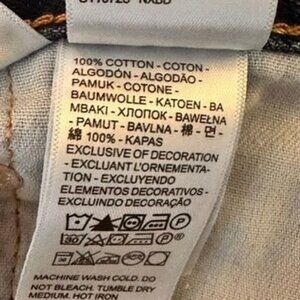 100% COTTON - COTON -
ALGODÓN - ALGODÃO -
PAMUK - COTONE -
BAUMWOLLE - KATOEN - BA
MBAKI - ХЛОПОК - BAWEŁNA
- PAMUT - BAVLNA - 棉 - 면 -
綿 100% - KAPAS
EXCLUSIVE OF DECORATION
- EXCLUANT L'ORNEMENTA-
TION - EXCLUYENDO
ELEMENTOS DECORATIVOS -
EXCLUINDO DECORAÇÃO
MACHINE WASH COLD. DO
NOT BLEACH. TUMBLE DRY
MEDIUM. HOT IRON